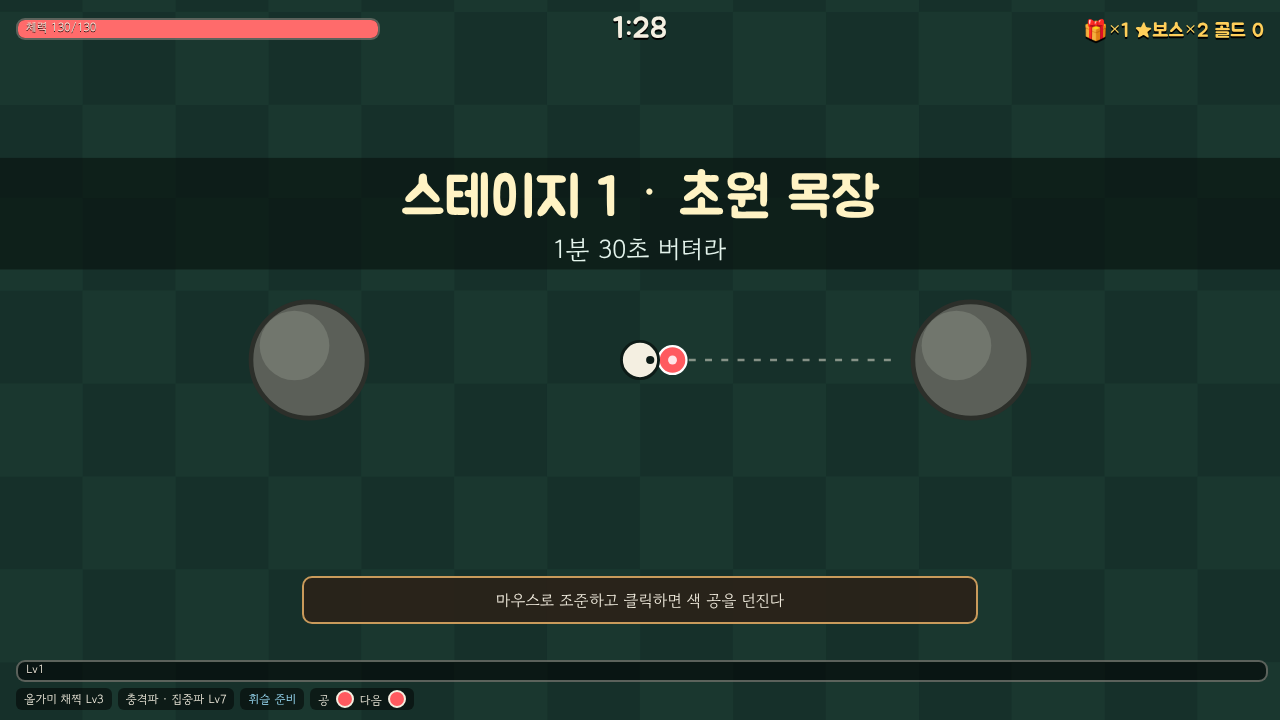 체력 130/130
1:28
×1 ★보스×2 골드 0
스테이지 1 · 초원 목장
1분 30초 버텨라
마우스로 조준하고 클릭하면 색 공을 던진다
Lv1
올가미 채찍 Lv3 충격파 · 집중파 Lv7 휘슬 준비 공 다음